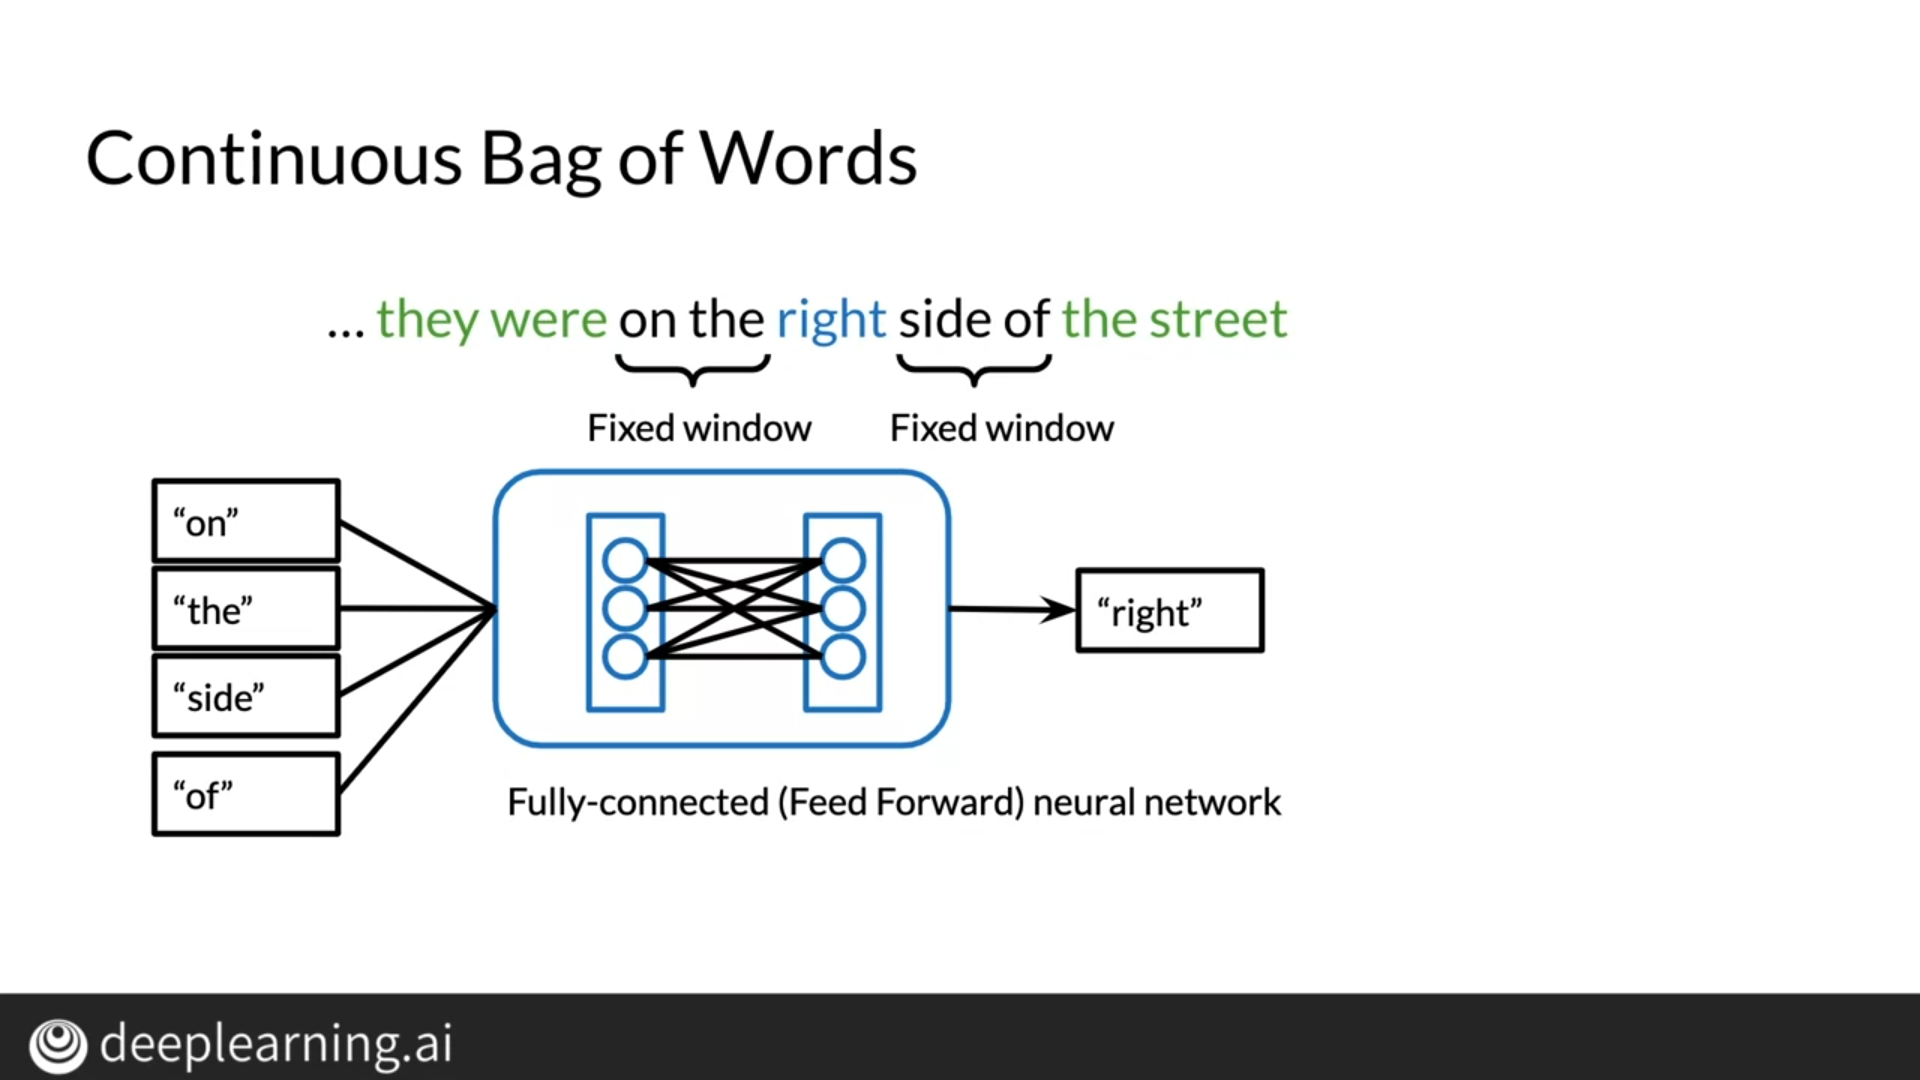 Continuous Bag of Words
... they were on the right side of the street
Fixed window Fixed window
“on”
“the”
“side”
“of”
“right”
Fully-connected (Feed Forward) neural network
deeplearning.ai